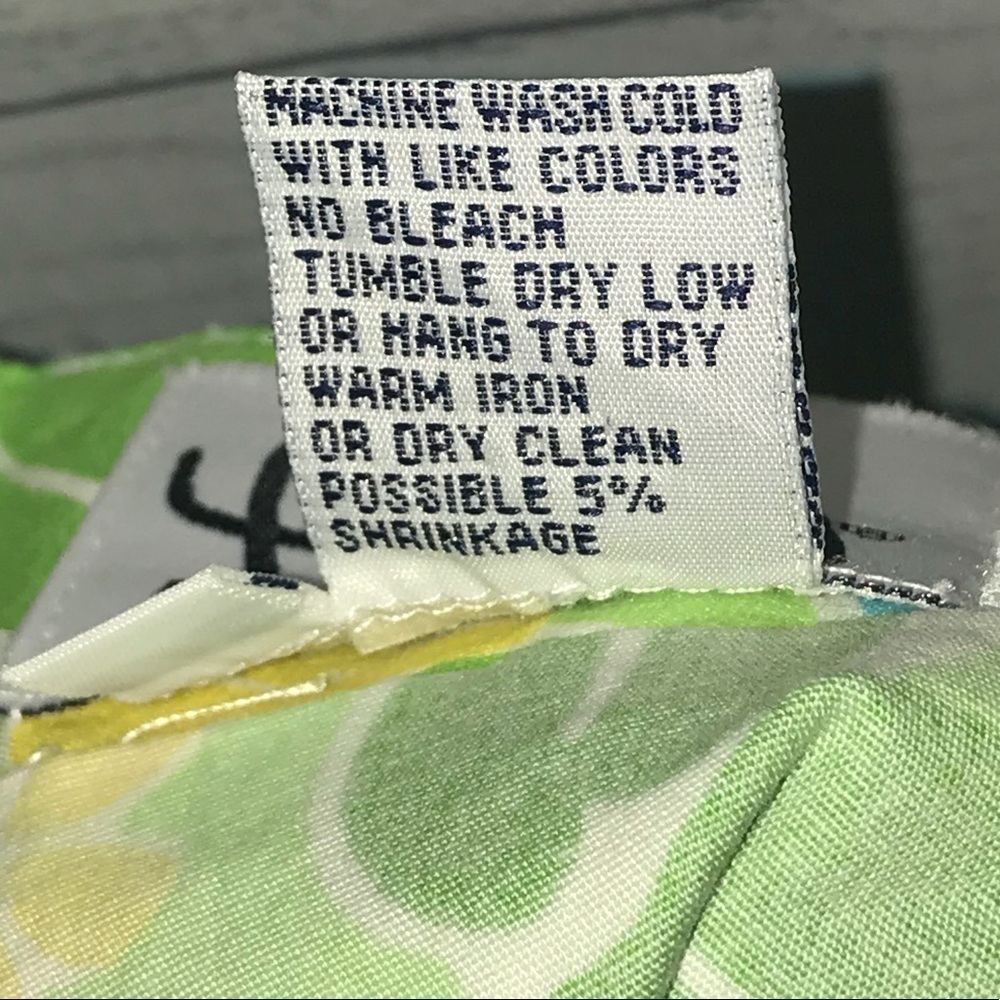 MACHINE WASH COLD
WITH LIKE COLORS
NO BLEACH
TUMBLE DRY LOW
OR HANG TO DRY
WARM IRON
OR DRY CLEAN
POSSIBLE 5%
SHRINKAGE